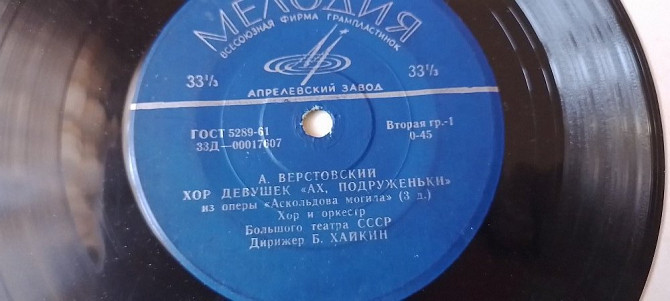 МЕЛОДИЯ
ВСЕСОЮЗНАЯ ФИРМА ГРАМПЛАСТИНОК
33⅓ 33⅓
АПРЕЛЕВСКИЙ ЗАВОД
ГОСТ 5289-61
33Д—00017607
Вторая гр.-1
0-45
А. ВЕРСТОВСКИЙ
ХОР ДЕВУШЕК «АХ, ПОДРУЖЕНЬКИ»
из оперы «Аскольдова могила» (3 д.)
Хор и оркестр
Большого театра СССР
Дирижер Б. ХАЙКИН